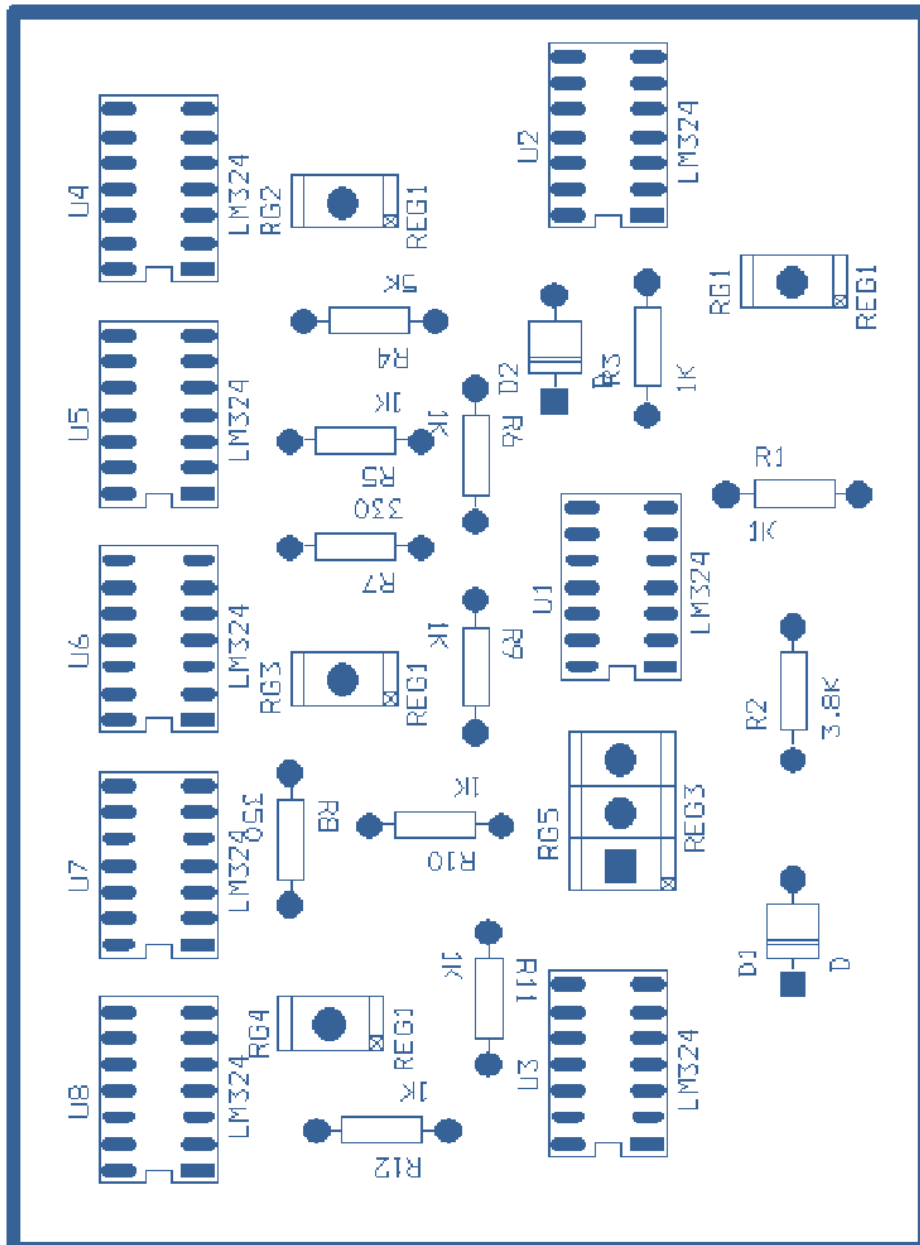 U2
LM324
U4
LM324
RG2
REG1
RG1
REG1
5K
R4
D2
D
R3
1K
U5
LM324
1K
R5
1K
R6
R1
1K
330
R7
U1
LM324
U6
LM324
RG3
REG1
1K
R9
R2
3.8K
U7
LM324
350
R8
1K
R10
RG5
REG3
D1
D
1K
R11
U8
LM324
RG4
REG1
U3
LM324
1K
R12